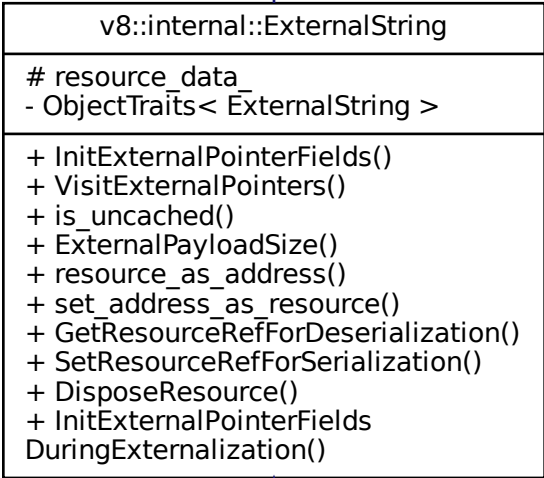 v8::internal::ExternalString
# resource_data_
- ObjectTraits< ExternalString >
+ InitExternalPointerFields()
+ VisitExternalPointers()
+ is_uncached()
+ ExternalPayloadSize()
+ resource_as_address()
+ set_address_as_resource()
+ GetResourceRefForDeserialization()
+ SetResourceRefForSerialization()
+ DisposeResource()
+ InitExternalPointerFields
DuringExternalization()